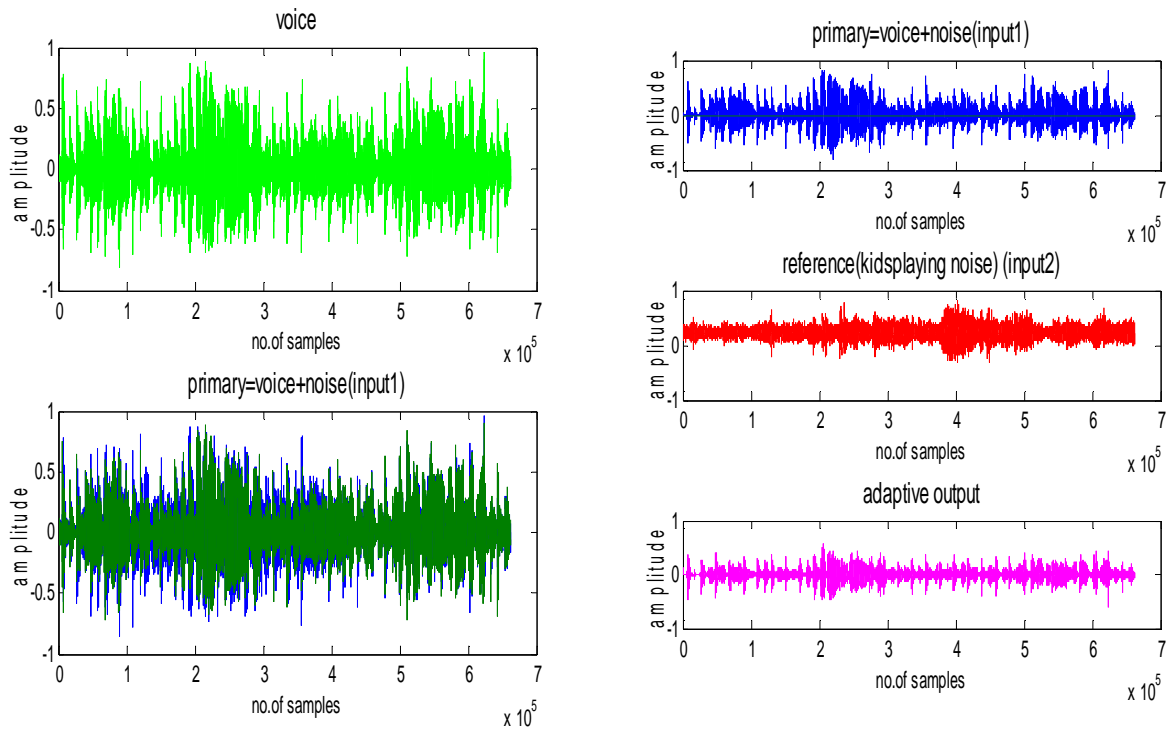 voice
1
0.5
0
-0.5
-1
a m p l i t u d e
0 1 2 3 4 5 6 7
no.of samples
x 10^5
primary=voice+noise(input1)
1
0.5
0
-0.5
-1
a m p l i t u d e
0 1 2 3 4 5 6 7
no.of samples
x 10^5
primary=voice+noise(input1)
1
0
-1
a m p l i t u d e
0 1 2 3 4 5 6 7
no.of samples
x 10^5
reference(kidsplaying noise) (input2)
1
0
-1
a m p l i t u d e
0 1 2 3 4 5 6 7
no.of samples
x 10^5
adaptive output
1
0
-1
a m p l i t u d e
0 1 2 3 4 5 6 7
no.of samples
x 10^5